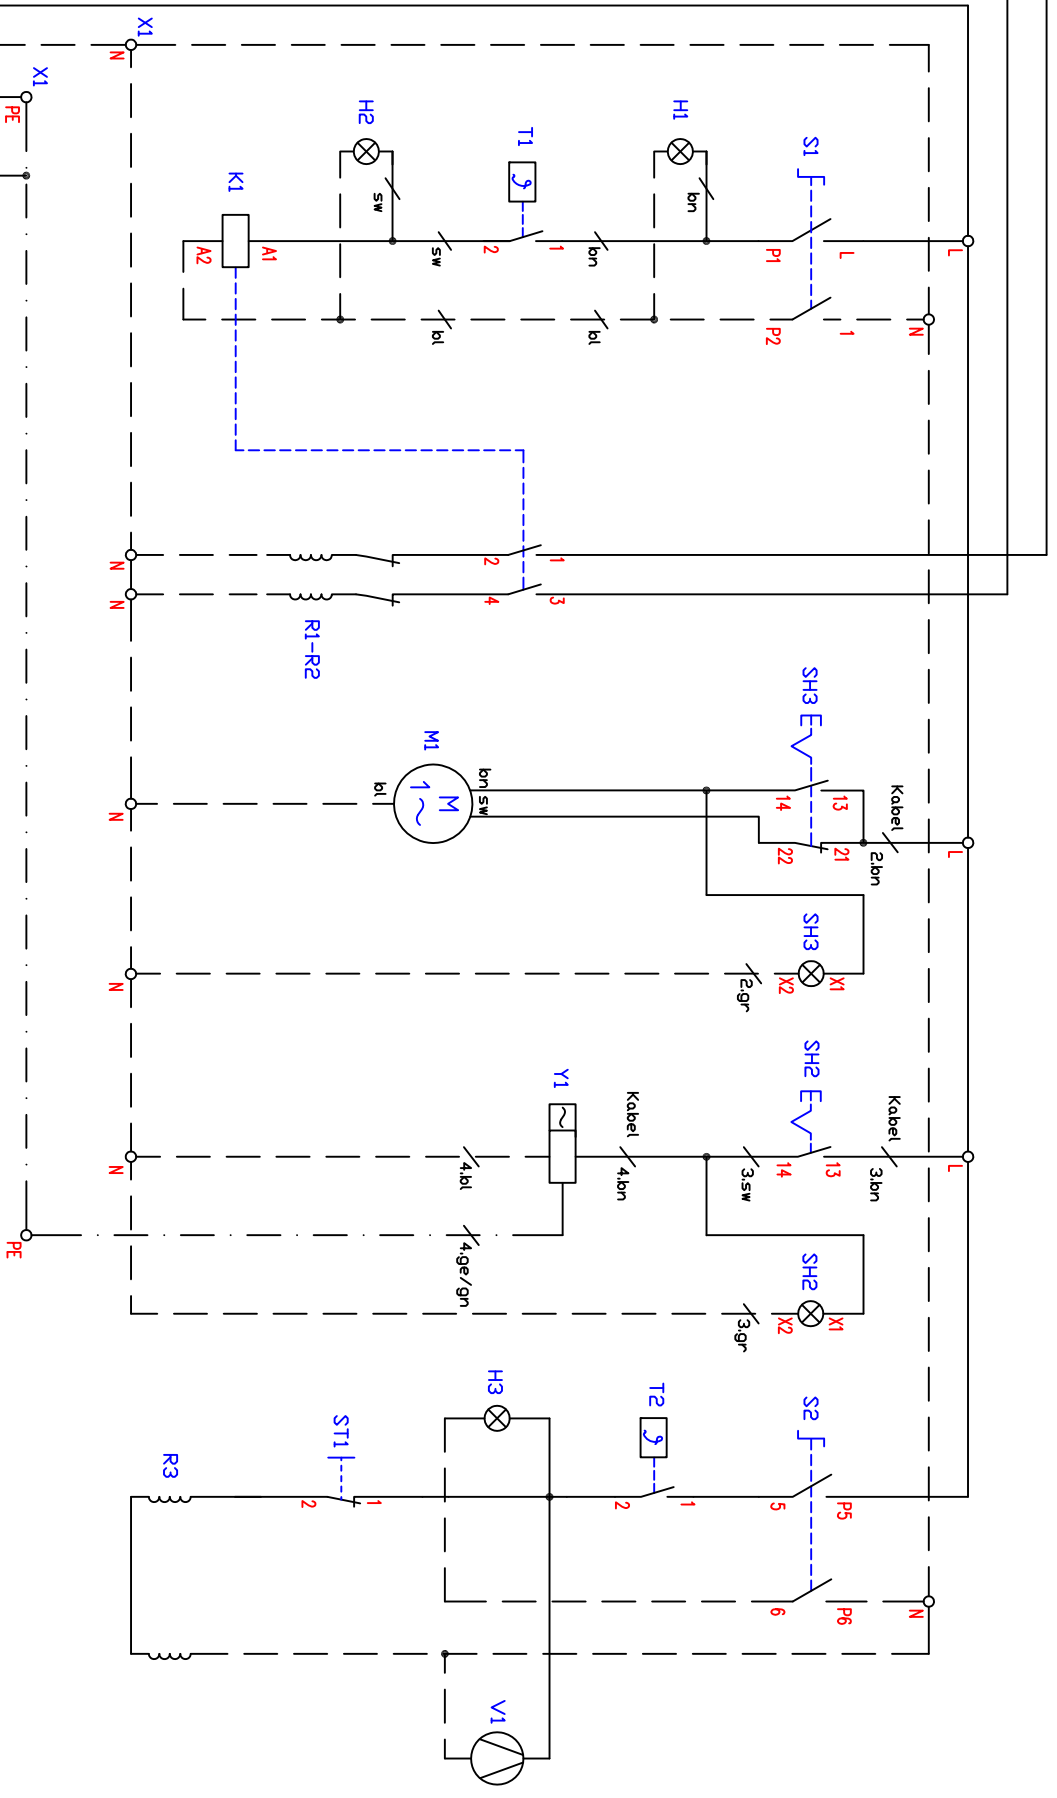 X1
N
X1
PE
H2
sw
K1
A2
A1
T1
2
1
sw
bn
bl
bl
H1
bn
S1
P1
L
P2
1
L
N
N
N
2
1
4
3
R1-R2
SH3
14
13
22
21
Kabel
2.bn
L
M1
M
1~
bl
bn
sw
N
SH3
X2
X1
2.gr
N
SH2
14
13
Kabel
3.bn
3.sw
L
Y1
~
Kabel
4.bn
4.bl
N
PE
4.ge/gn
SH2
X2
X1
3.gr
H3
T2
2
1
S2
5
P5
6
P6
N
ST1
2
1
R3
V1